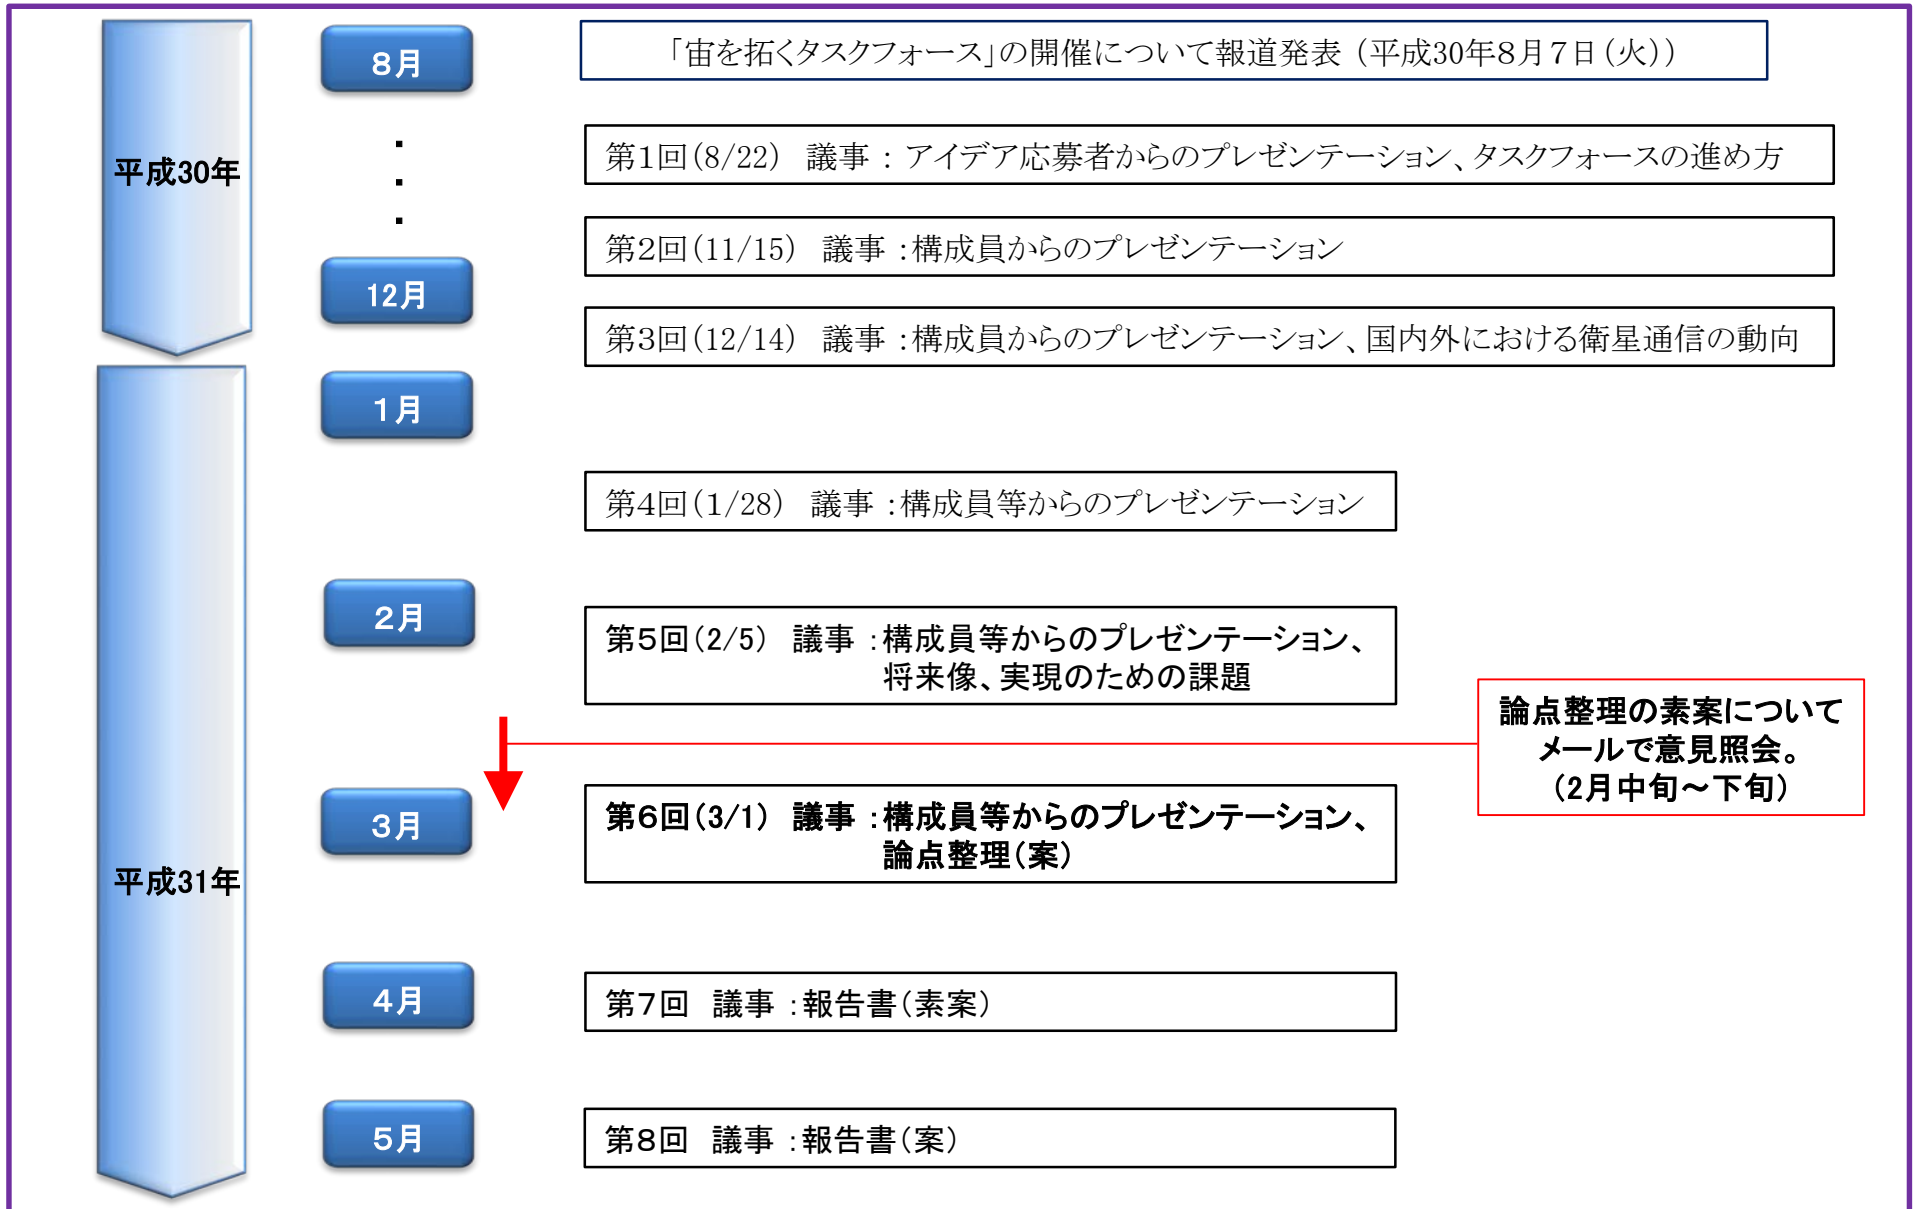 平成30年
8月
「宙を拓くタスクフォース」の開催について報道発表（平成30年8月7日（火））
・
・
・
第1回（8/22） 議事 ： アイデア応募者からのプレゼンテーション、タスクフォースの進め方
第2回（11/15） 議事 ：構成員からのプレゼンテーション
12月
第3回（12/14） 議事 ：構成員からのプレゼンテーション、国内外における衛星通信の動向
平成31年
1月
第4回（1/28） 議事 ：構成員等からのプレゼンテーション
2月
第5回（2/5） 議事 ：構成員等からのプレゼンテーション、
将来像、実現のための課題
論点整理の素案について
メールで意見照会。
（2月中旬～下旬）
3月
第6回（3/1） 議事 ：構成員等からのプレゼンテーション、
論点整理（案）
4月
第7回 議事 ：報告書（素案）
5月
第8回 議事 ：報告書（案）